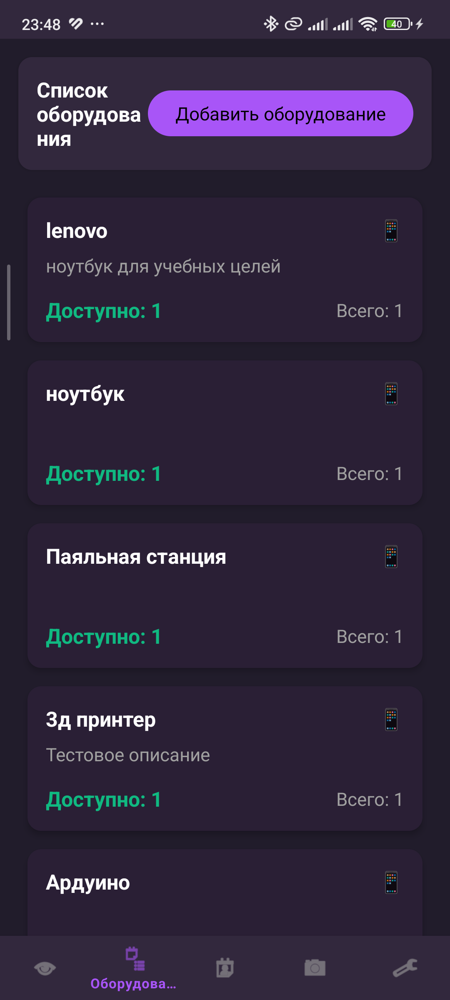 23:48
40
Список
оборудова
ния
Добавить оборудование
lenovo
ноутбук для учебных целей
Доступно: 1
Всего: 1
ноутбук
Доступно: 1
Всего: 1
Паяльная станция
Доступно: 1
Всего: 1
3д принтер
Тестовое описание
Доступно: 1
Всего: 1
Ардуино
Оборудова...